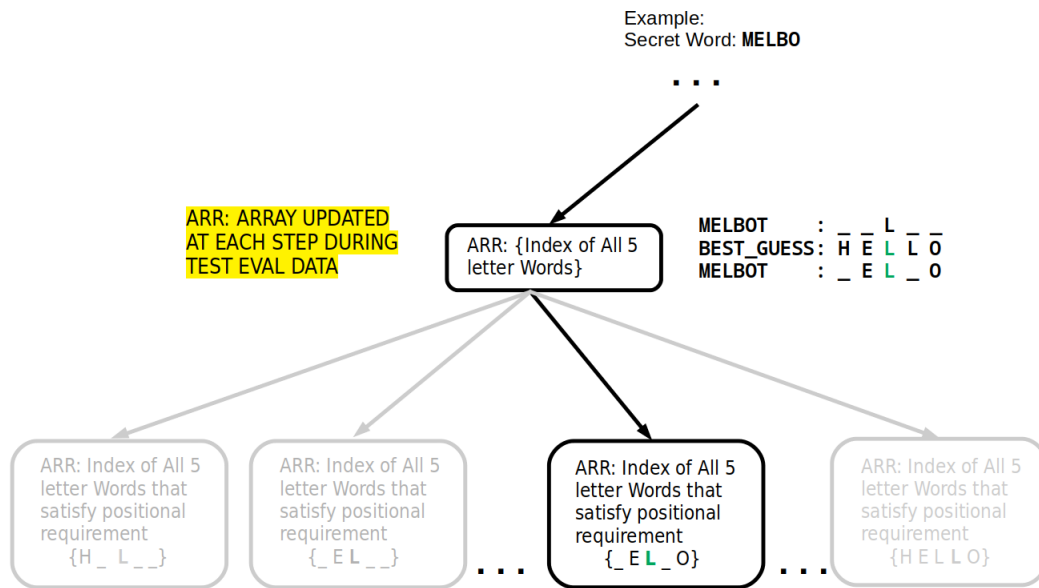 Example:
Secret Word: MELBO
. . .
ARR: ARRAY UPDATED
AT EACH STEP DURING
TEST EVAL DATA
ARR: {Index of All 5
letter Words}
MELBOT : _ _ L _ _
BEST_GUESS: H E L L O
MELBOT : _ E L _ O
ARR: Index of All 5
letter Words that
satisfy positional
requirement
{H _ L _ _}
ARR: Index of All 5
letter Words that
satisfy positional
requirement
{_ E L _ _}
. . .
ARR: Index of All 5
letter Words that
satisfy positional
requirement
{_ E L _ O}
. . .
ARR: Index of All 5
letter Words that
satisfy positional
requirement
{H E L L O}